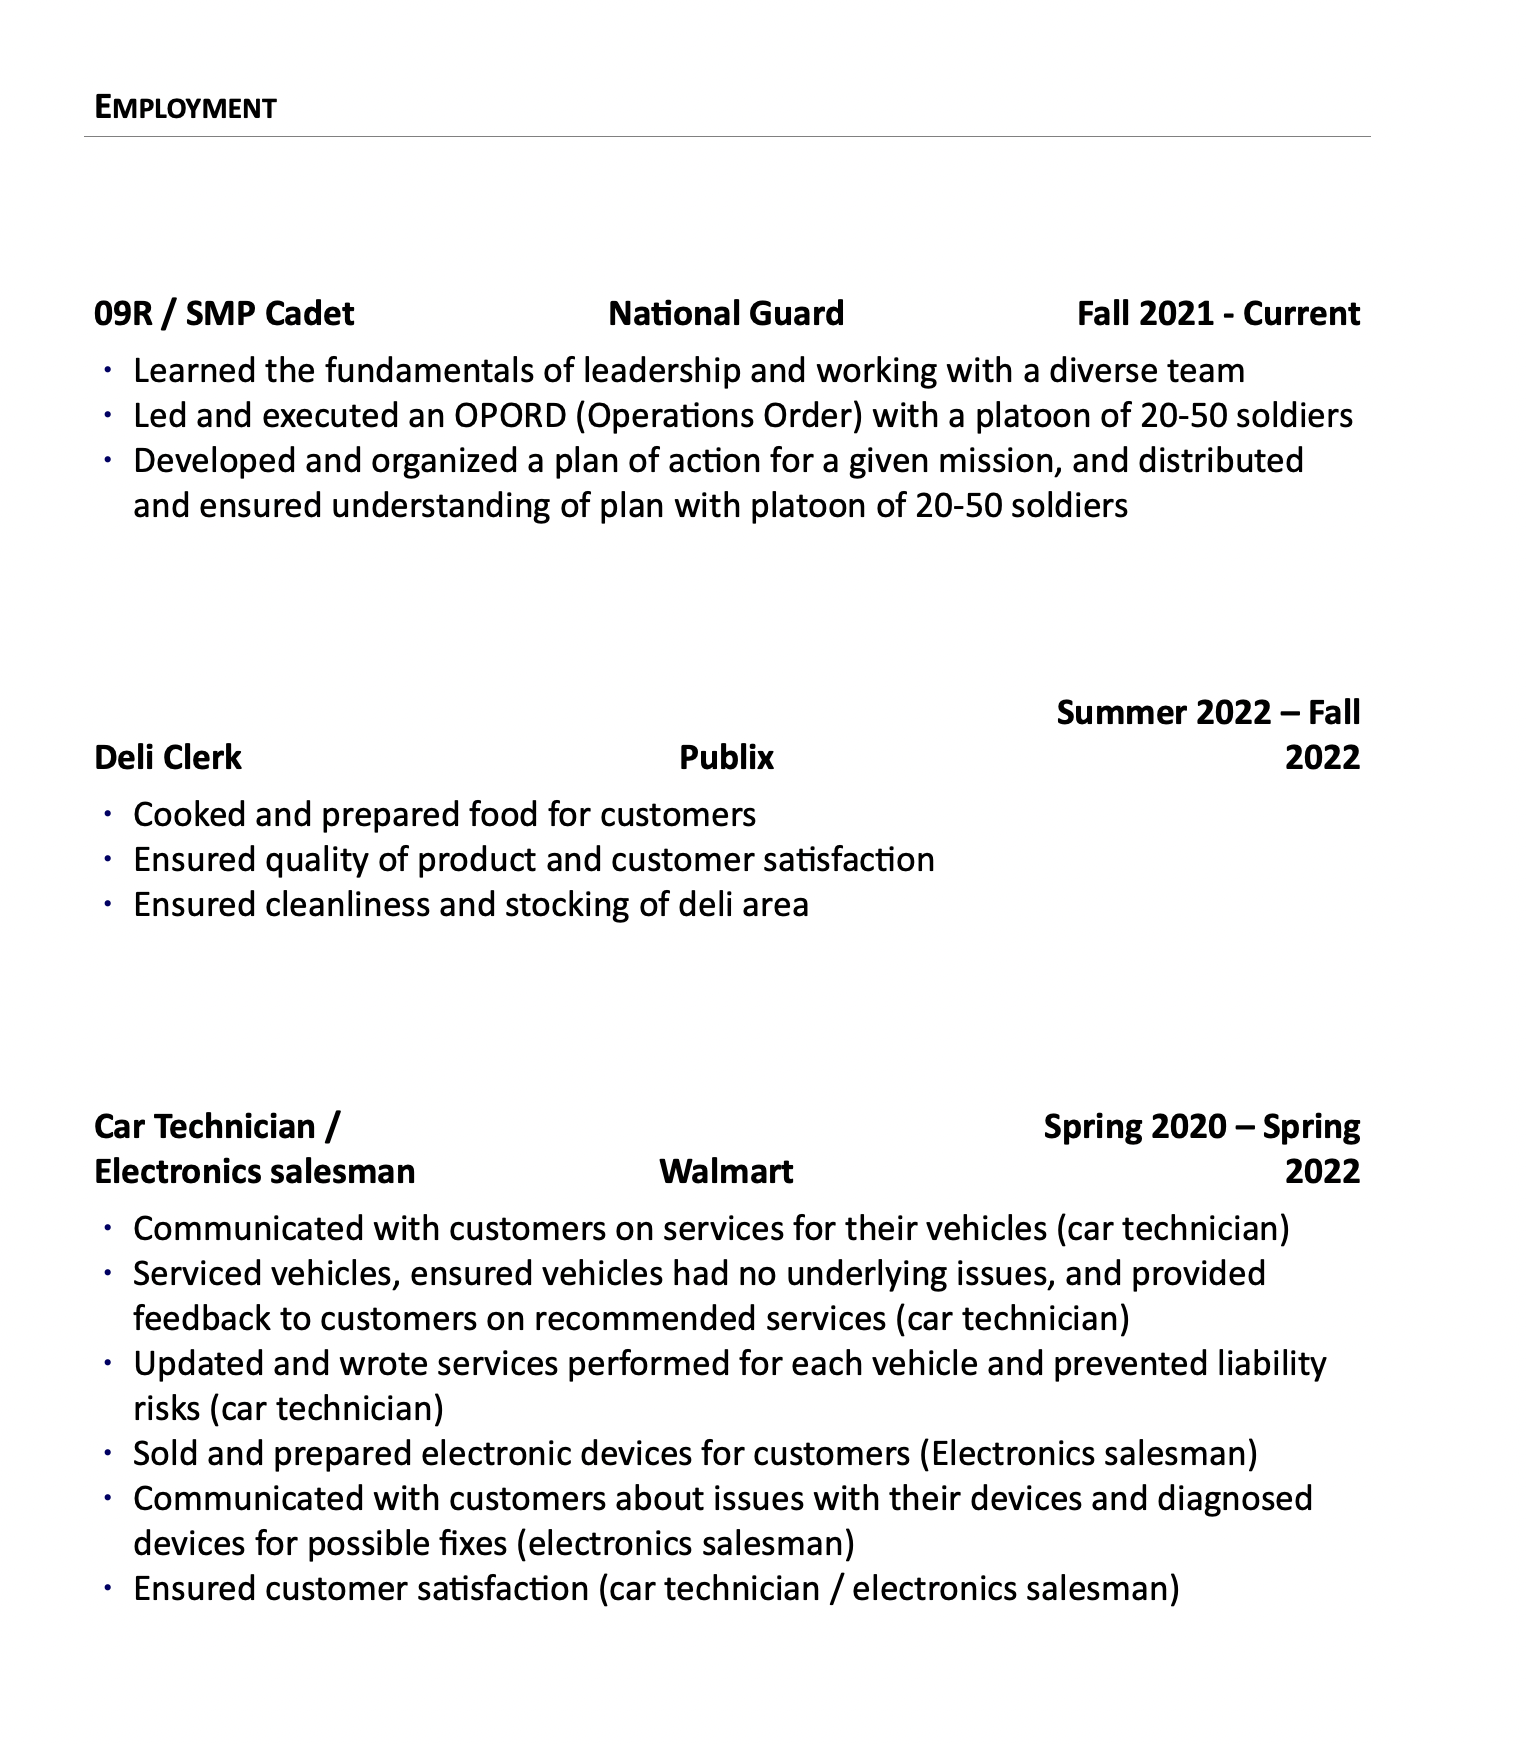 EMPLOYMENT
09R / SMP Cadet National Guard Fall 2021 - Current
· Learned the fundamentals of leadership and working with a diverse team
· Led and executed an OPORD (Operations Order) with a platoon of 20-50 soldiers
· Developed and organized a plan of action for a given mission, and distributed
and ensured understanding of plan with platoon of 20-50 soldiers
Summer 2022 – Fall
Deli Clerk Publix 2022
· Cooked and prepared food for customers
· Ensured quality of product and customer satisfaction
· Ensured cleanliness and stocking of deli area
Car Technician / Spring 2020 – Spring
Electronics salesman Walmart 2022
· Communicated with customers on services for their vehicles (car technician)
· Serviced vehicles, ensured vehicles had no underlying issues, and provided
feedback to customers on recommended services (car technician)
· Updated and wrote services performed for each vehicle and prevented liability
risks (car technician)
· Sold and prepared electronic devices for customers (Electronics salesman)
· Communicated with customers about issues with their devices and diagnosed
devices for possible fixes (electronics salesman)
· Ensured customer satisfaction (car technician / electronics salesman)